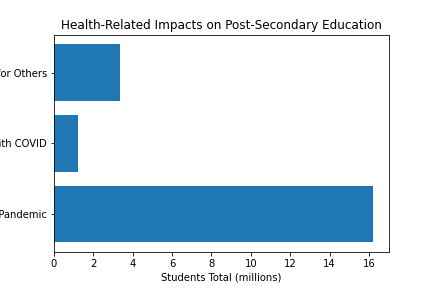 Health-Related Impacts on Post-Secondary Education
for Others
ith COVID
Pandemic
0 2 4 6 8 10 12 14 16
Students Total (millions)